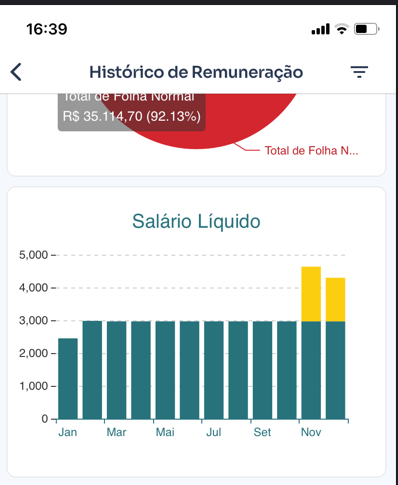 16:39
Histórico de Remuneração
Total de Folha Normal
R$ 35.114,70 (92.13%)
Total de Folha N...
Salário Líquido
5,000
4,000
3,000
2,000
1,000
0
Jan Mar Mai Jul Set Nov